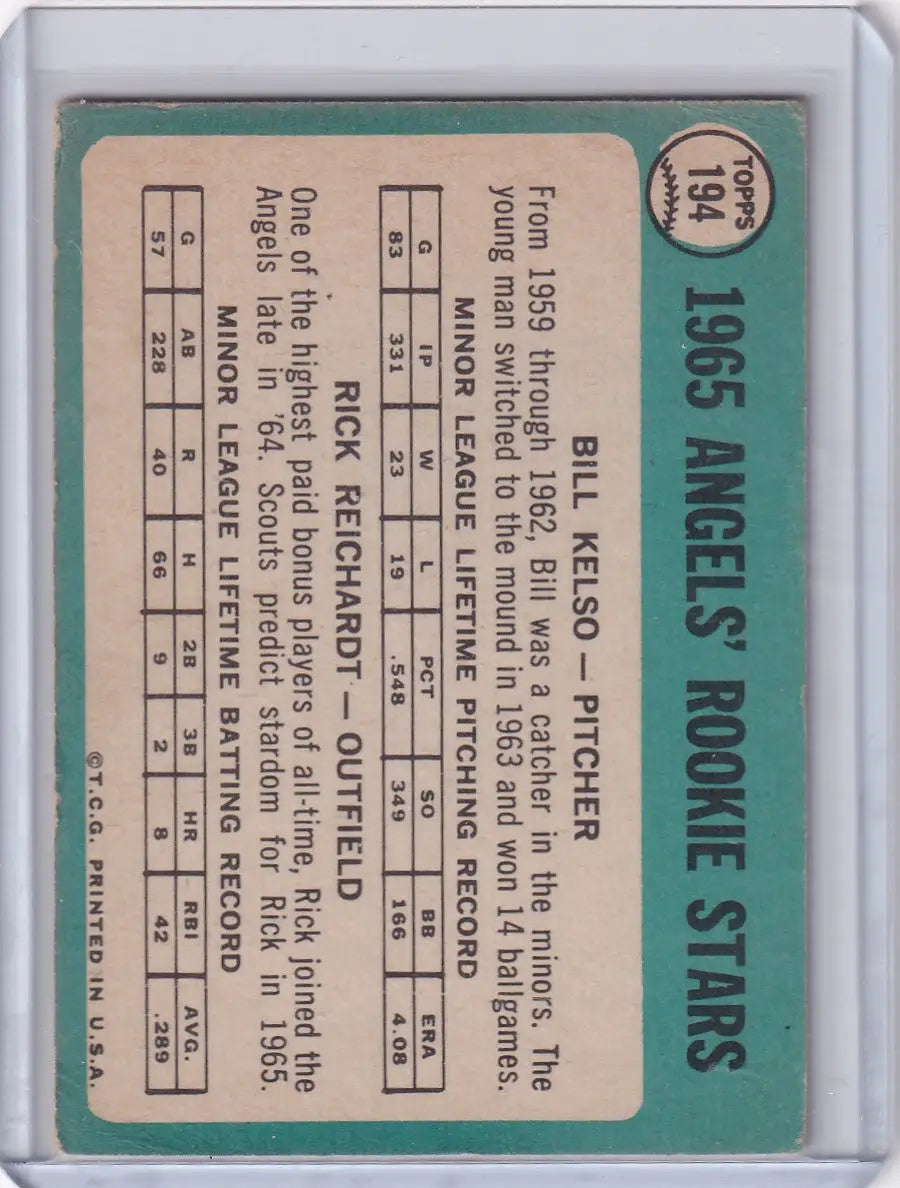 TOPPS
194
1965 ANGELS' ROOKIE STARS
BILL KELSO — PITCHER
From 1959 through 1962, Bill was a catcher in the minors. The
young man switched to the mound in 1963 and won 14 ballgames.
MINOR LEAGUE LIFETIME PITCHING RECORD
G IP W L PCT SO BB ERA
83 331 23 19 .548 349 166 4.08
RICK REICHARDT — OUTFIELD
One of the highest paid bonus players of all-time, Rick joined the
Angels late in '64. Scouts predict stardom for Rick in 1965.
MINOR LEAGUE LIFETIME BATTING RECORD
G AB R H 2B 3B HR RBI AVG.
57 228 40 66 9 2 8 42 .289
©T.C.G. PRINTED IN U.S.A.